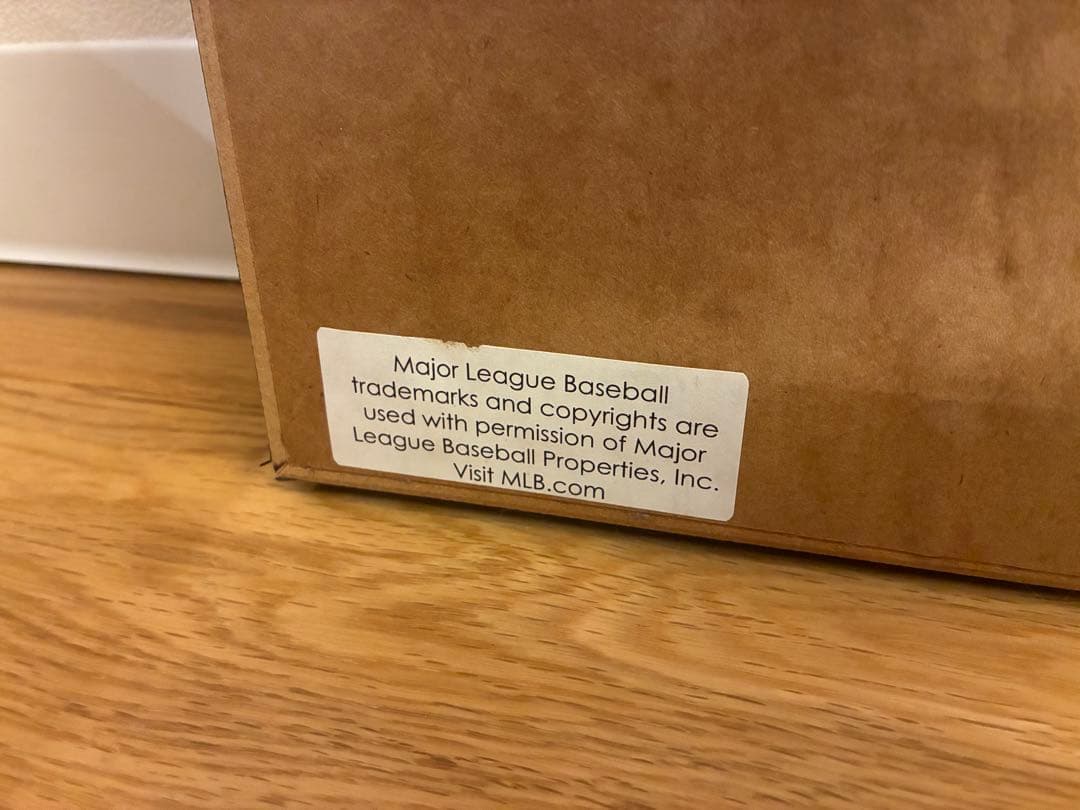 Major League Baseball
trademarks and copyrights are
used with permission of Major
League Baseball Properties, Inc.
Visit MLB.com